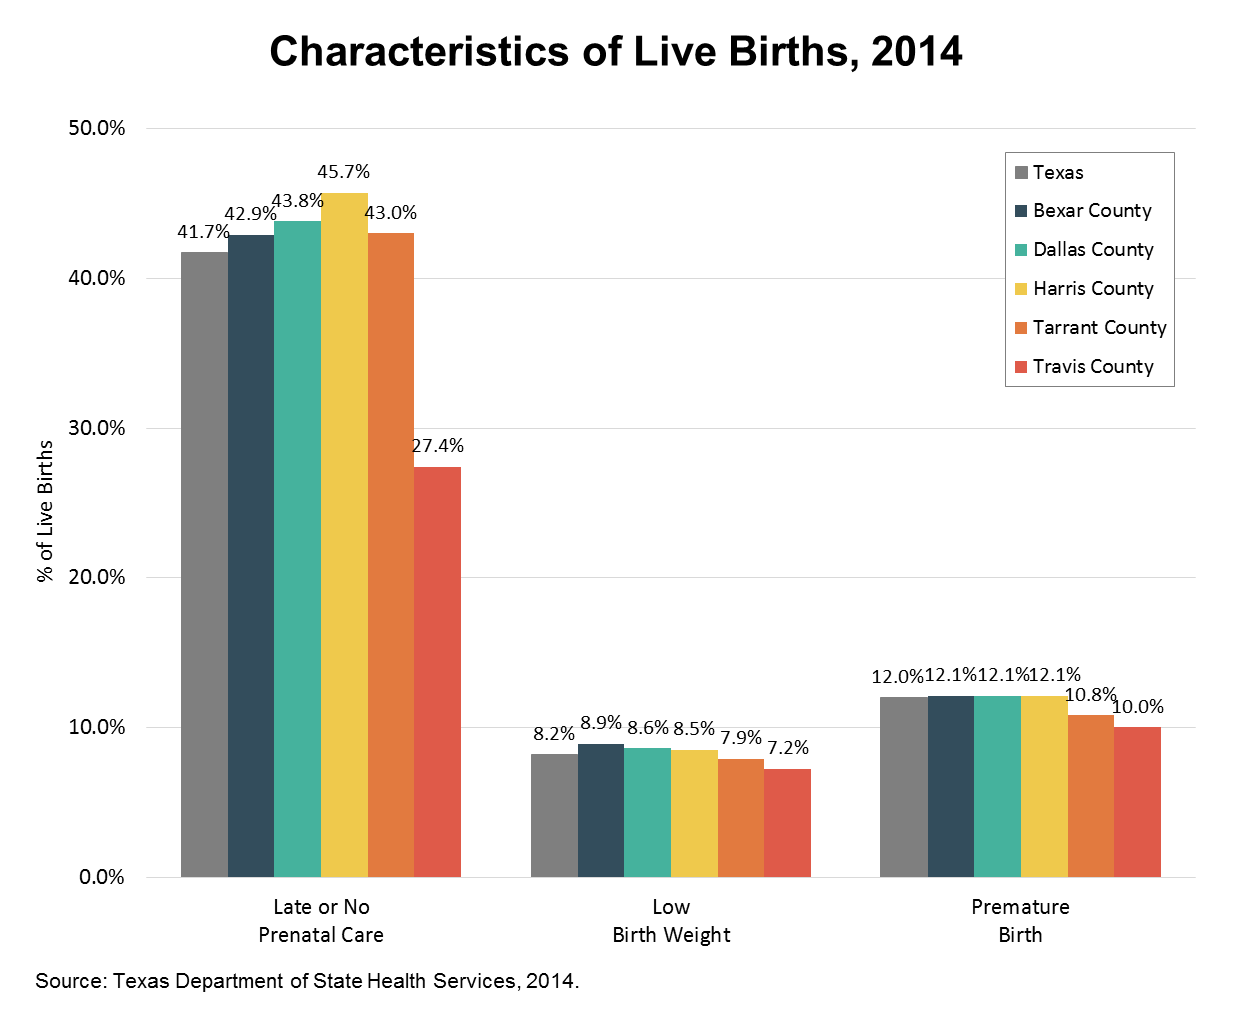 Characteristics of Live Births, 2014
50.0%
40.0%
30.0%
20.0%
10.0%
0.0%
% of Live Births
Texas
Bexar County
Dallas County
Harris County
Tarrant County
Travis County
41.7%
42.9%
43.8%
45.7%
43.0%
27.4%
8.2%
8.9%
8.6%
8.5%
7.9%
7.2%
12.0%
12.1%
12.1%
12.1%
10.8%
10.0%
Late or No
Prenatal Care
Low
Birth Weight
Premature
Birth
Source: Texas Department of State Health Services, 2014.